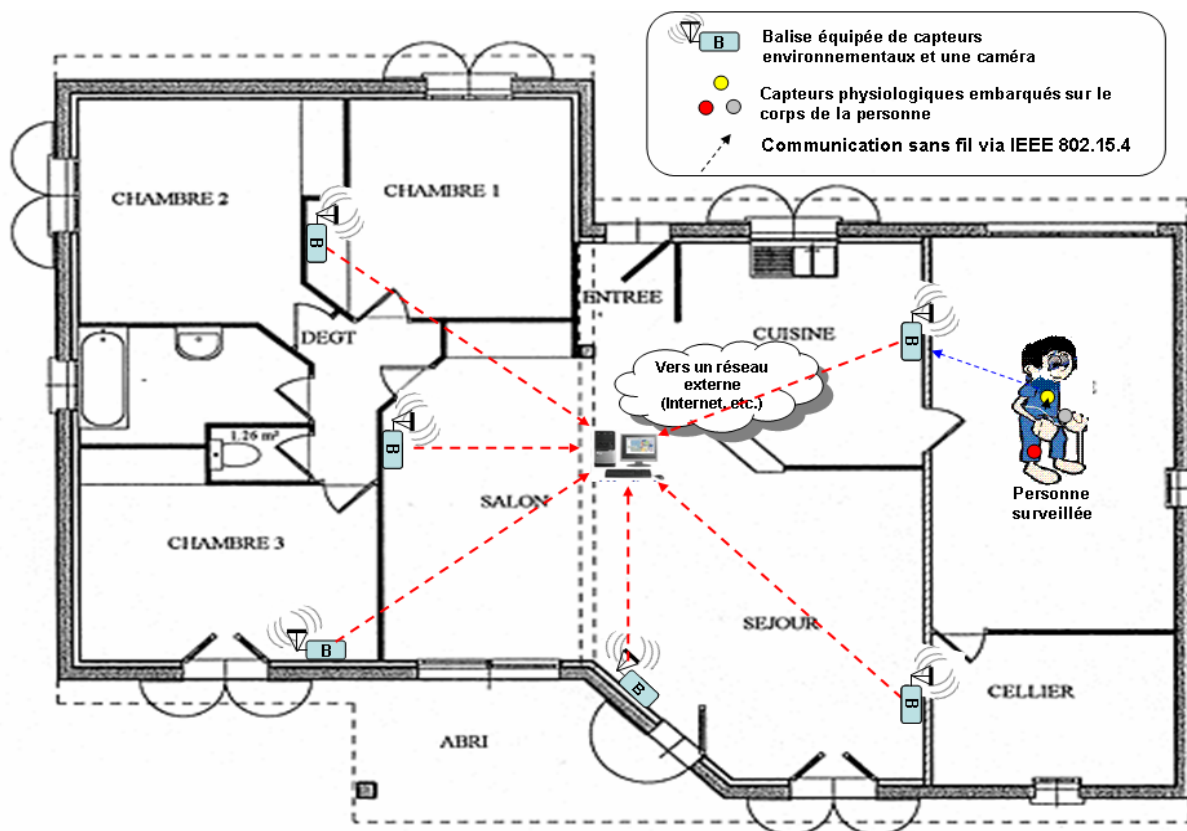 B
Balise équipée de capteurs
environnementaux et une caméra
Capteurs physiologiques embarqués sur le
corps de la personne
Communication sans fil via IEEE 802.15.4
CHAMBRE 2
CHAMBRE 1
B
ENTREE
DEGT
CUISINE
B
Vers un réseau
externe
(Internet, etc.)
1.26 m²
B
SALON
Personne
surveillée
CHAMBRE 3
SEJOUR
B
B
B
CELLIER
ABRI